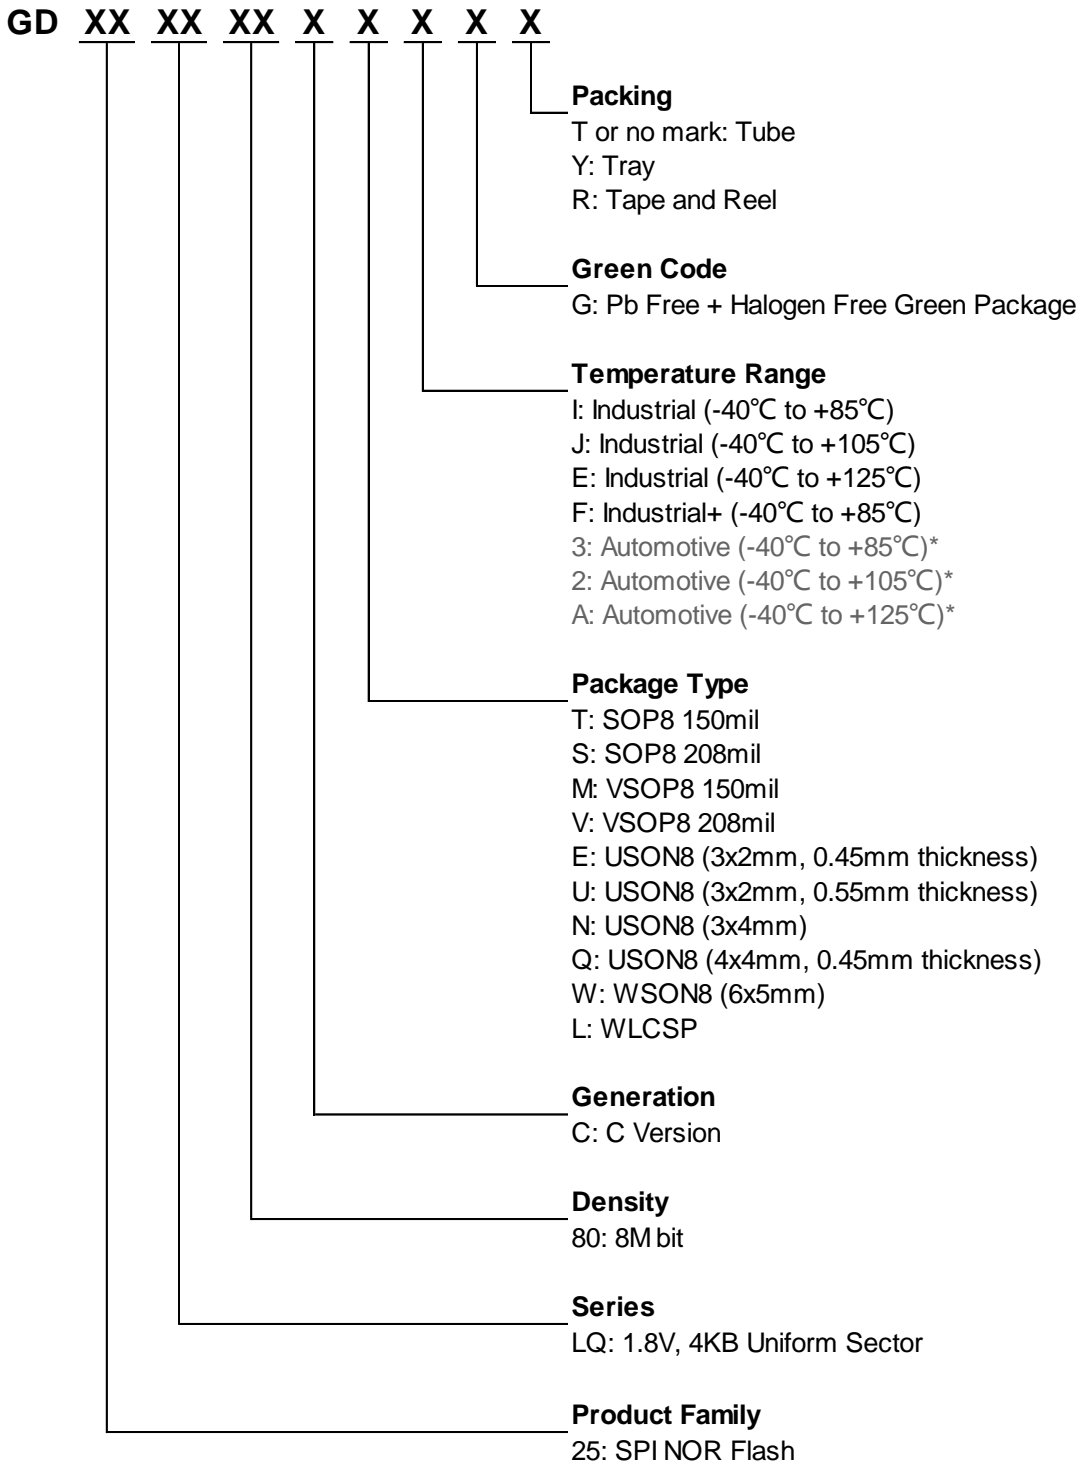 GD XX XX XX X X X X X
Packing
T or no mark: Tube
Y: Tray
R: Tape and Reel
Green Code
G: Pb Free + Halogen Free Green Package
Temperature Range
I: Industrial (-40℃ to +85℃)
J: Industrial (-40℃ to +105℃)
E: Industrial (-40℃ to +125℃)
F: Industrial+ (-40℃ to +85℃)
3: Automotive (-40℃ to +85℃)*
2: Automotive (-40℃ to +105℃)*
A: Automotive (-40℃ to +125℃)*
Package Type
T: SOP8 150mil
S: SOP8 208mil
M: VSOP8 150mil
V: VSOP8 208mil
E: USON8 (3x2mm, 0.45mm thickness)
U: USON8 (3x2mm, 0.55mm thickness)
N: USON8 (3x4mm)
Q: USON8 (4x4mm, 0.45mm thickness)
W: WSON8 (6x5mm)
L: WLCSP
Generation
C: C Version
Density
80: 8M bit
Series
LQ: 1.8V, 4KB Uniform Sector
Product Family
25: SPI NOR Flash